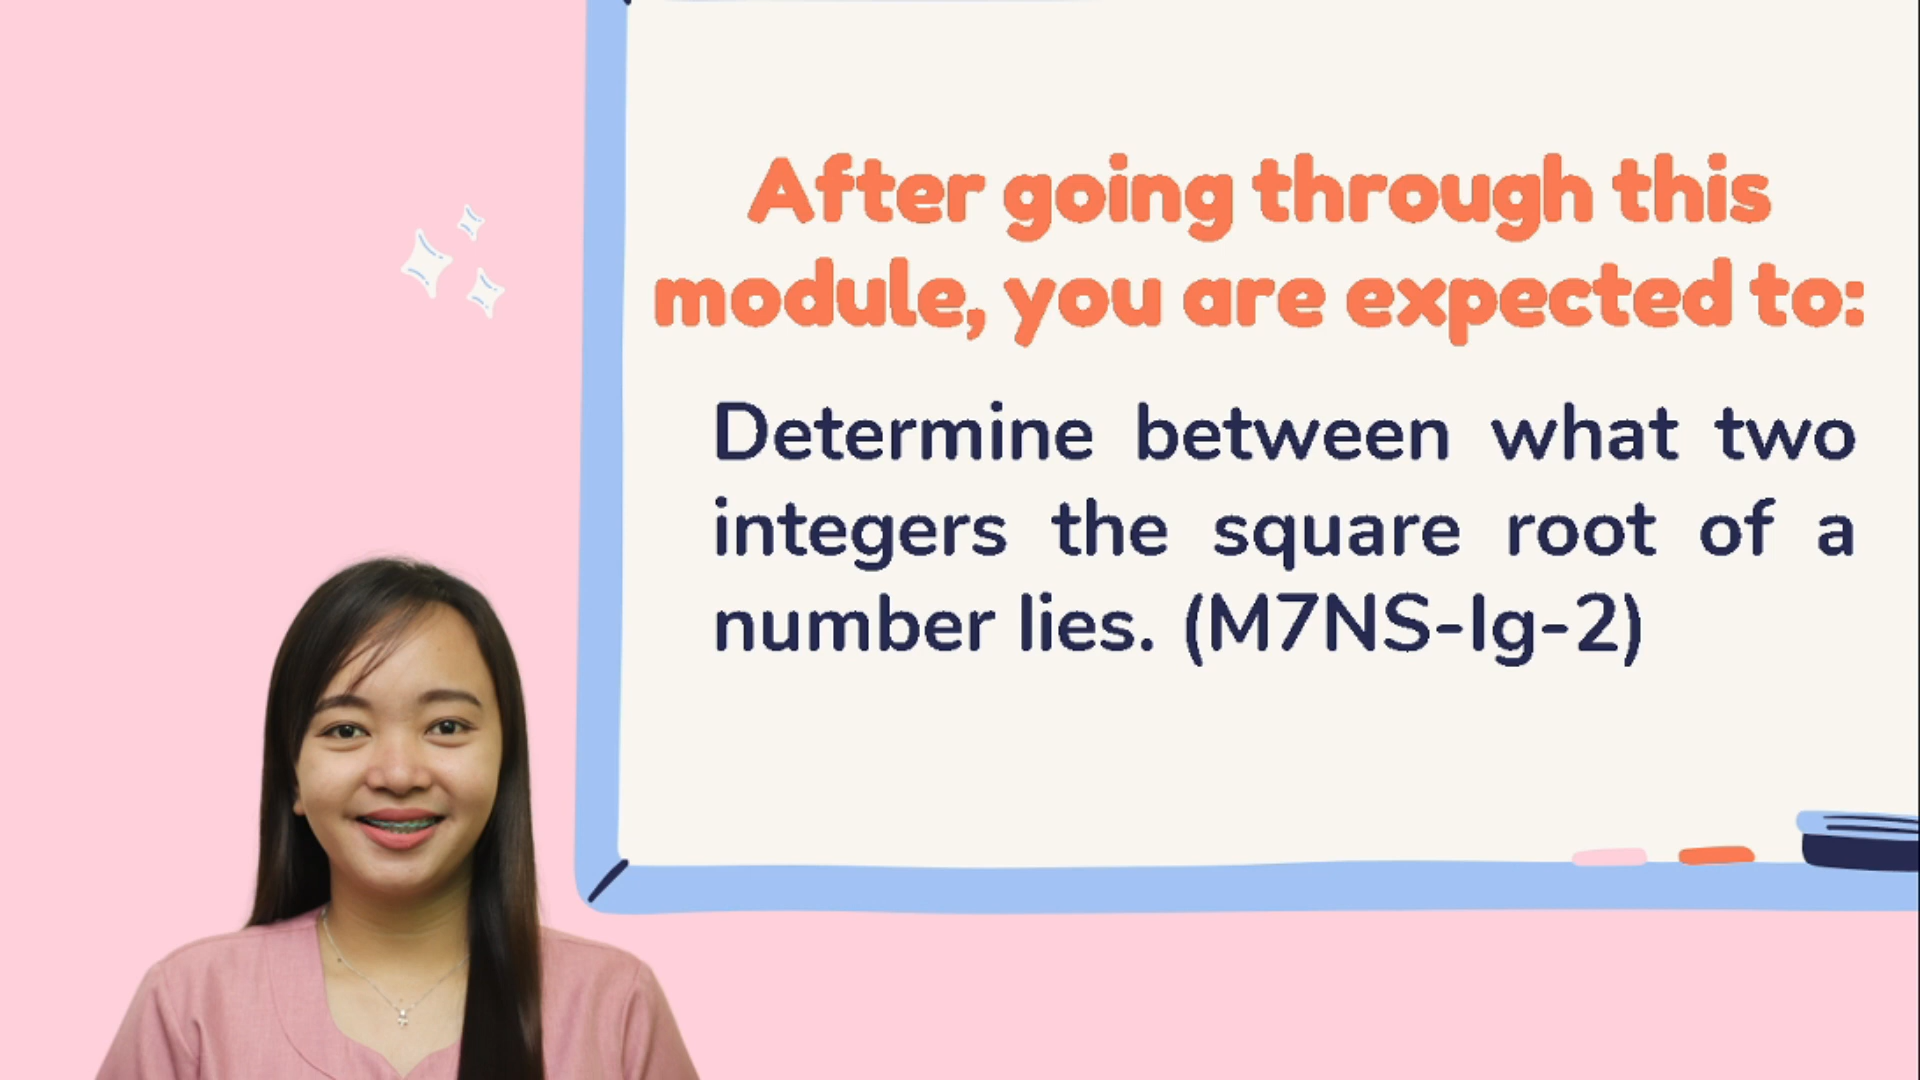 After going through this
module, you are expected to:
Determine between what two
integers the square root of a
number lies. (M7NS-Ig-2)